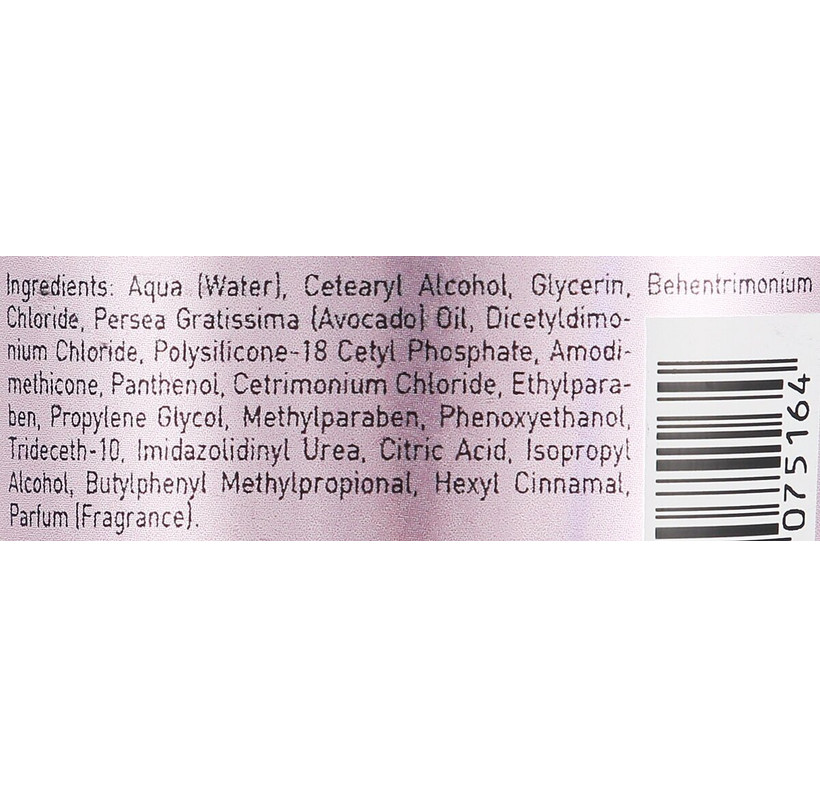 Ingredients: Aqua (Water), Cetearyl Alcohol, Glycerin, Behentrimonium
Chloride, Persea Gratissima (Avocado) Oil, Dicetyldimo-
nium Chloride, Polysilicone-18 Cetyl Phosphate, Amodi-
methicone, Panthenol, Cetrimonium Chloride, Ethylpara-
ben, Propylene Glycol, Methylparaben, Phenoxyethanol,
Trideceth-10, Imidazolidinyl Urea, Citric Acid, Isopropyl
Alcohol, Butylphenyl Methylpropional, Hexyl Cinnamal,
Parfum (Fragrance).
075164